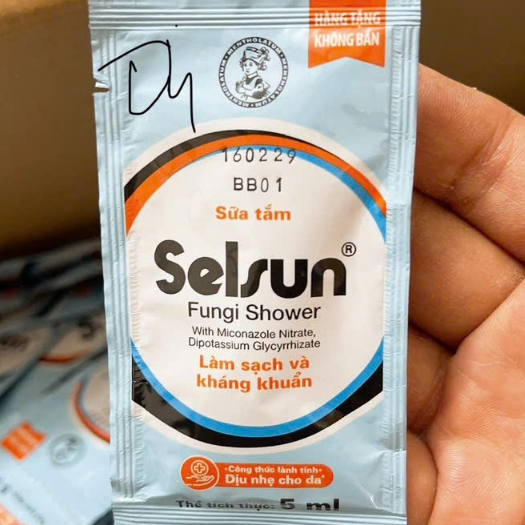 HÀNG TẶNG
KHÔNG BÁN
Dy
MENTHOLATUM
160229
BB01
Sữa tắm
Selsun®
Fungi Shower
With Miconazole Nitrate,
Dipotassium Glycyrrhizate
Làm sạch và
kháng khuẩn
•Công thức lành tính•
Dịu nhẹ cho da*
Thể tích thực: 5 ml